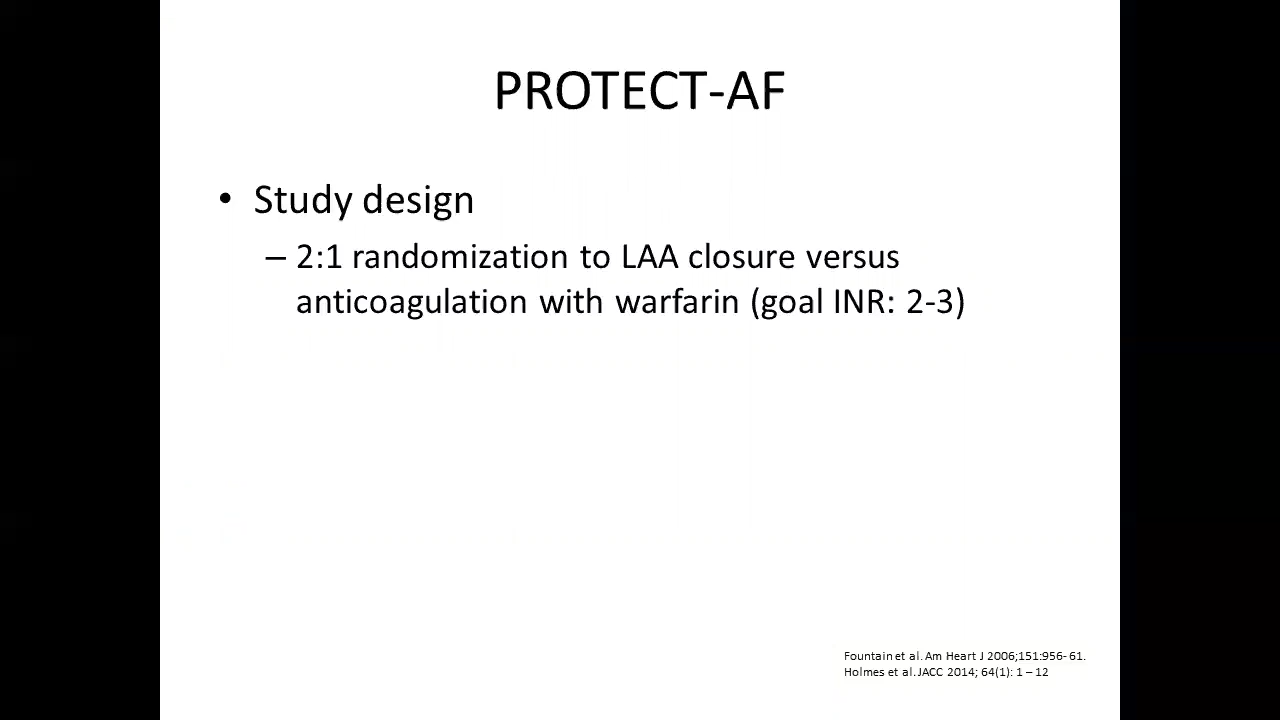 PROTECT-AF
• Study design
– 2:1 randomization to LAA closure versus
anticoagulation with warfarin (goal INR: 2-3)
Fountain et al. Am Heart J 2006;151:956-61.
Holmes et al. JACC 2014; 64(1): 1 – 12